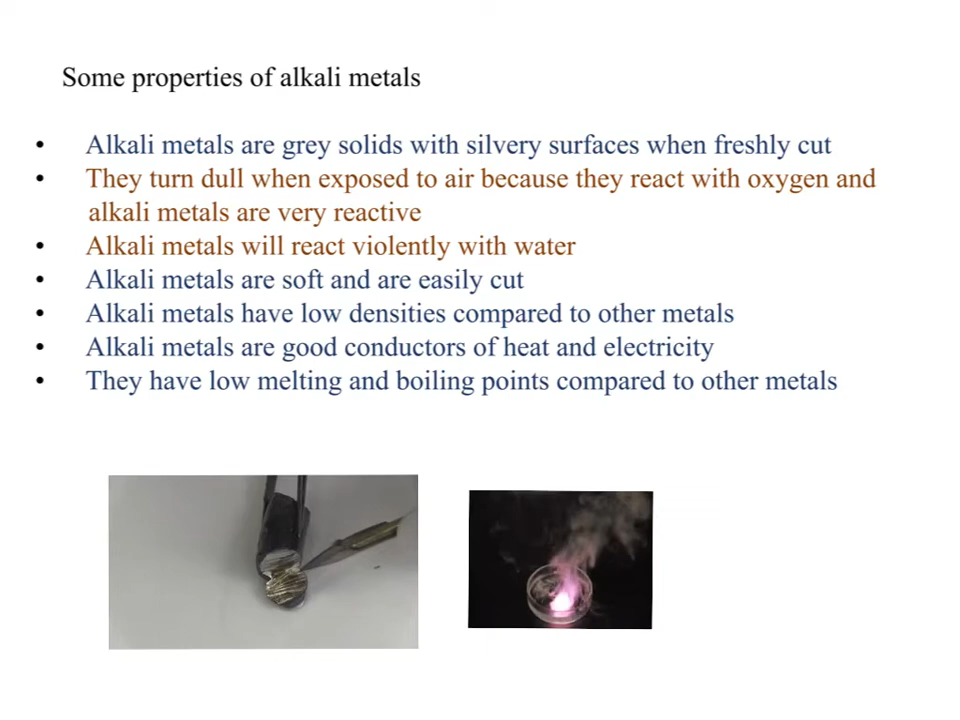 Some properties of alkali metals
• Alkali metals are grey solids with silvery surfaces when freshly cut
• They turn dull when exposed to air because they react with oxygen and
alkali metals are very reactive
• Alkali metals will react violently with water
• Alkali metals are soft and are easily cut
• Alkali metals have low densities compared to other metals
• Alkali metals are good conductors of heat and electricity
• They have low melting and boiling points compared to other metals